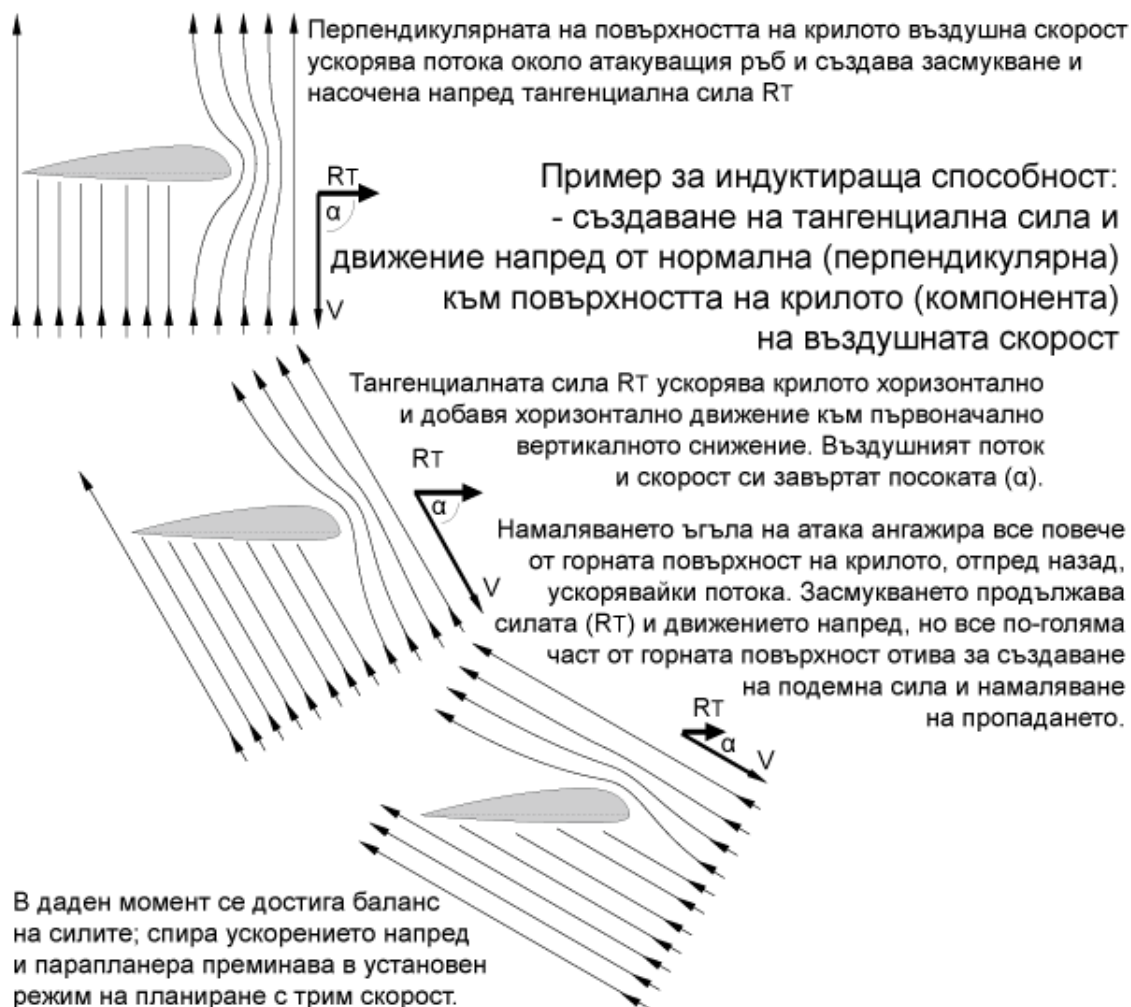 Перпендикулярната на повърхността на крилото въздушна скорост
ускорява потока около атакуващия ръб и създава засмукване и
насочена напред тангенциална сила RT
RT
α
V
Пример за индуктираща способност:
- създаване на тангенциална сила и
движение напред от нормална (перпендикулярна)
към повърхността на крилото (компонента)
на въздушната скорост
Тангенциалната сила RT ускорява крилото хоризонтално
и добавя хоризонтално движение към първоначално
вертикалното снижение. Въздушният поток
и скорост си завъртат посоката (α).
RT
α
V
Намаляването ъгъла на атака ангажира все повече
от горната повърхност на крилото, отпред назад,
ускорявайки потока. Засмукването продължава
силата (RT) и движението напред, но все по-голяма
част от горната повърхност отива за създаване
на подемна сила и намаляване
на пропадането.
RT
α
V
В даден момент се достига баланс
на силите; спира ускорението напред
и парапланера преминава в установен
режим на планиране с трим скорост.